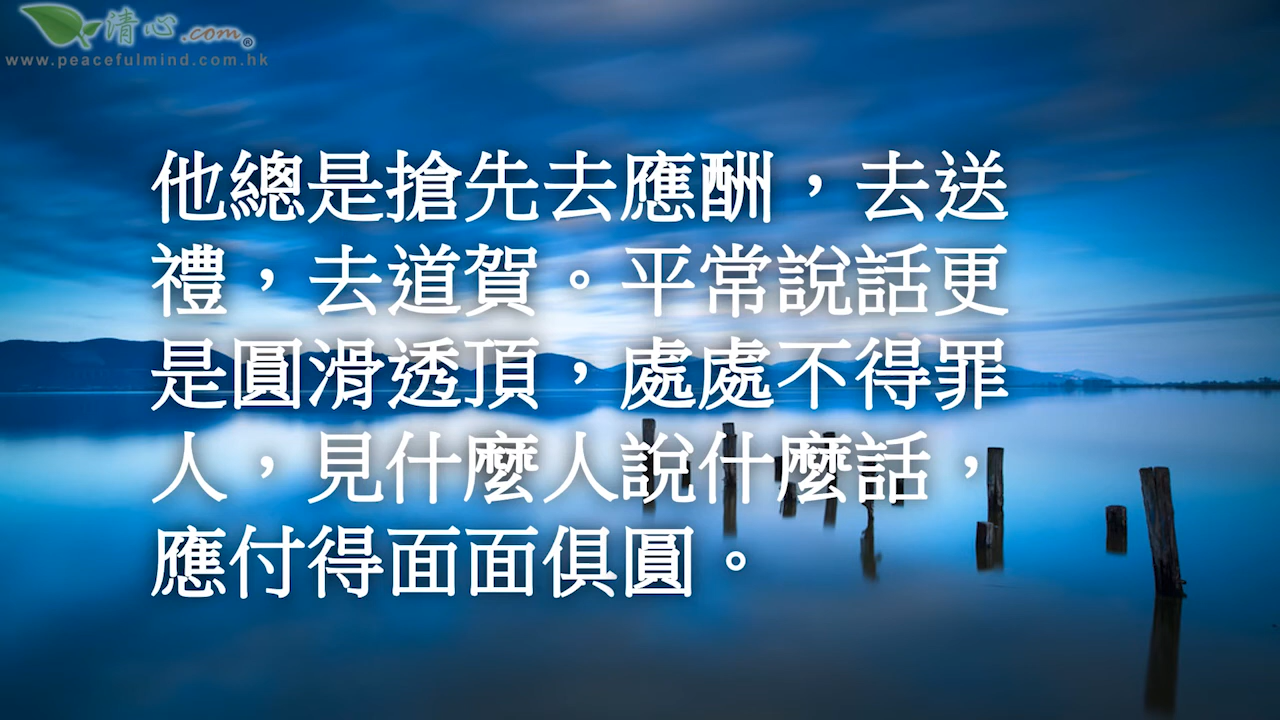 清心.com®
www.peacefulmind.com.hk
他總是搶先去應酬，去送
禮，去道賀。平常說話更
是圓滑透頂，處處不得罪
人，見什麼人說什麼話，
應付得面面俱圓。